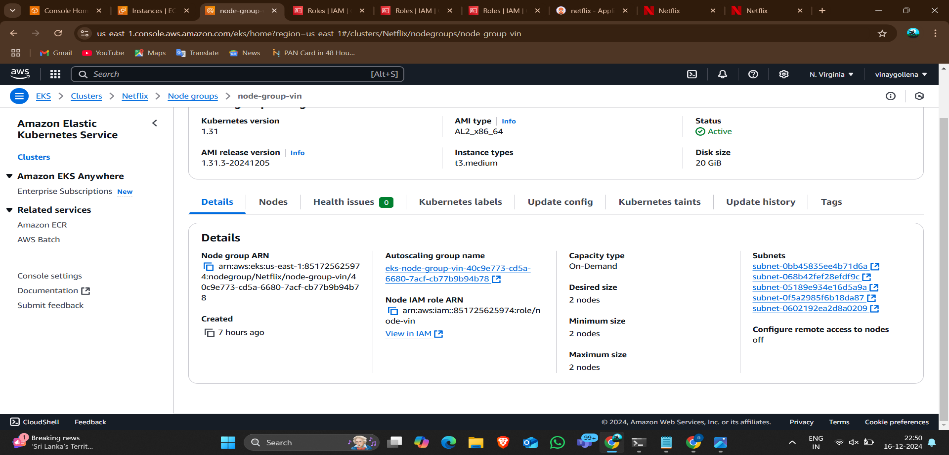 Console Hom
Instances | EC
node-group-
Roles | IAM |
Roles | IAM |
Roles | IAM |
netflix - Appl
Netflix
Netflix
us-east-1.console.aws.amazon.com/eks/home?region=us-east-1#/clusters/Netflix/nodegroups/node-group-vin
Gmail YouTube Maps Translate News PAN Card in 48 Hou...
aws Search [Alt+S] N. Virginia vinaygollena
EKS > Clusters > Netflix > Node groups > node-group-vin
Amazon Elastic
Kubernetes Service
Clusters
Amazon EKS Anywhere
Enterprise Subscriptions New
Related services
Amazon ECR
AWS Batch
Console settings
Documentation
Submit feedback
Kubernetes version
1.31
AMI type | Info
AL2_x86_64
Status
Active
AMI release version | Info
1.31.3-20241205
Instance types
t3.medium
Disk size
20 GiB
Details Nodes Health issues 0 Kubernetes labels Update config Kubernetes taints Update history Tags
Details
Node group ARN
arn:aws:eks:us-east-1:85172562597
4:nodegroup/Netflix/node-group-vin/4
0c9e773-cd5a-6680-7acf-cb77b9b94b7
8
Created
7 hours ago
Autoscaling group name
eks-node-group-vin-40c9e773-cd5a-
6680-7acf-cb77b9b94b78
Node IAM role ARN
arn:aws:iam::851725625974:role/n
ode-vin
View in IAM
Capacity type
On-Demand
Desired size
2 nodes
Minimum size
2 nodes
Maximum size
2 nodes
Subnets
subnet-0bb45835ee4b71d6a
subnet-068b42fef28efdf9c
subnet-05189e934e16d5a9a
subnet-0f5a2985f6b18da87
subnet-0602192ea2d8a0209
Configure remote access to nodes
off
CloudShell Feedback © 2024, Amazon Web Services, Inc. or its affiliates. Privacy Terms Cookie preferences
1
Breaking news
'Sri Lanka's Territ...
Search
99+
ENG
IN
22:50
16-12-2024